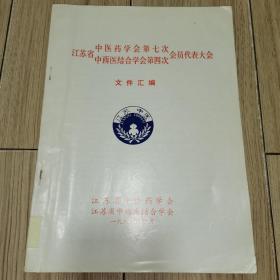 江苏省中医药学会第七次
中西医结合学会第四次会员代表大会
文件汇编
江苏省中医药学会
江苏省中西医结合学会